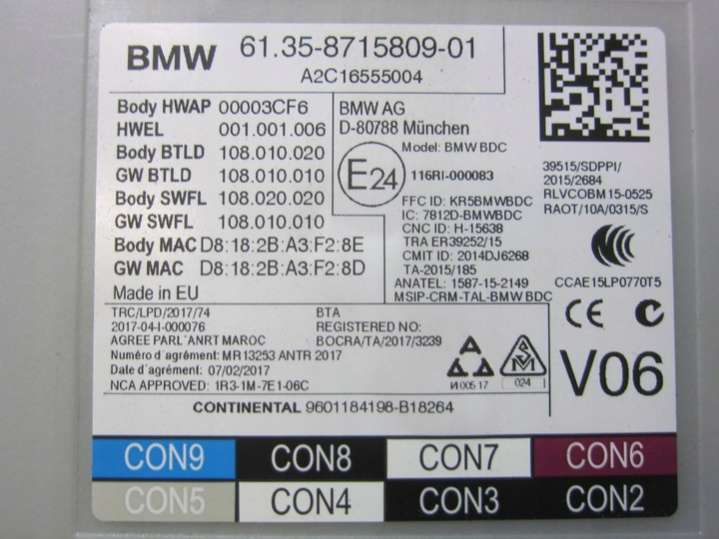 BMW 61.35-8715809-01
A2C16555004
Body HWAP 00003CF6
HWEL 001.001.006
Body BTLD 108.010.020
GW BTLD 108.010.010
Body SWFL 108.020.020
GW SWFL 108.010.010
Body MAC D8:18:2B:A3:F2:8E
GW MAC D8:18:2B:A3:F2:8D
Made in EU
BMW AG
D-80788 München
Model: BMW BDC
E24
116RI-000083
FFC ID: KR5BMWBDC
IC: 7812D-BMWBDC
CNC ID: H-15638
TRA ER39252/15
CMIT ID: 2014DJ6268
TA-2015/185
ANATEL: 1587-15-2149
MSIP-CRM-TAL-BMW BDC
39515/SDPPI/
2015/2684
RLVCOBM15-0525
RAOT/10A/0315/S
CCAE15LP0770T5
CE
TRC/LPD/2017/74
2017-04-I-000076
AGREE PARL'ANRT MAROC
Numéro d'agrément: MR13253 ANTR 2017
Date d'agrément: 07/02/2017
NCA APPROVED: 1R3-1M-7E1-06C
BTA
REGISTERED NO:
BOCRA/TA/2017/3239
И005 17
024
V06
CONTINENTAL 9601184198-B18264
CON9 CON8 CON7 CON6
CON5 CON4 CON3 CON2